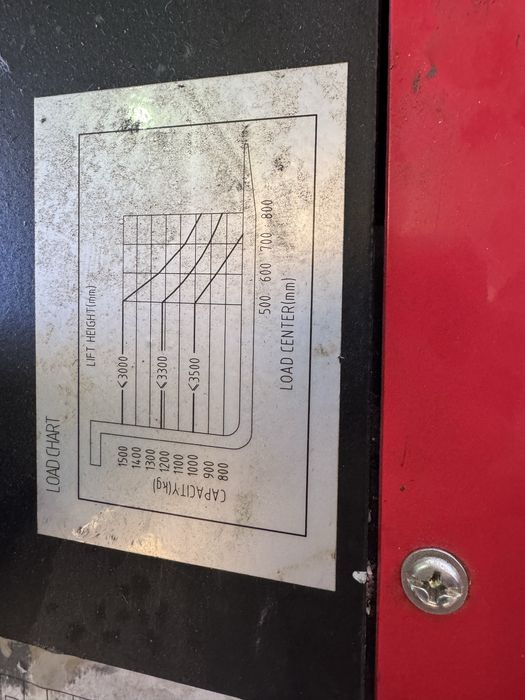 LOAD CHART
LIFT HEIGHT(mm)
<3000
<3300
<3500
CAPACITY(kg)
1500
1400
1300
1200
1100
1000
900
800
500 600 700 800
LOAD CENTER(mm)